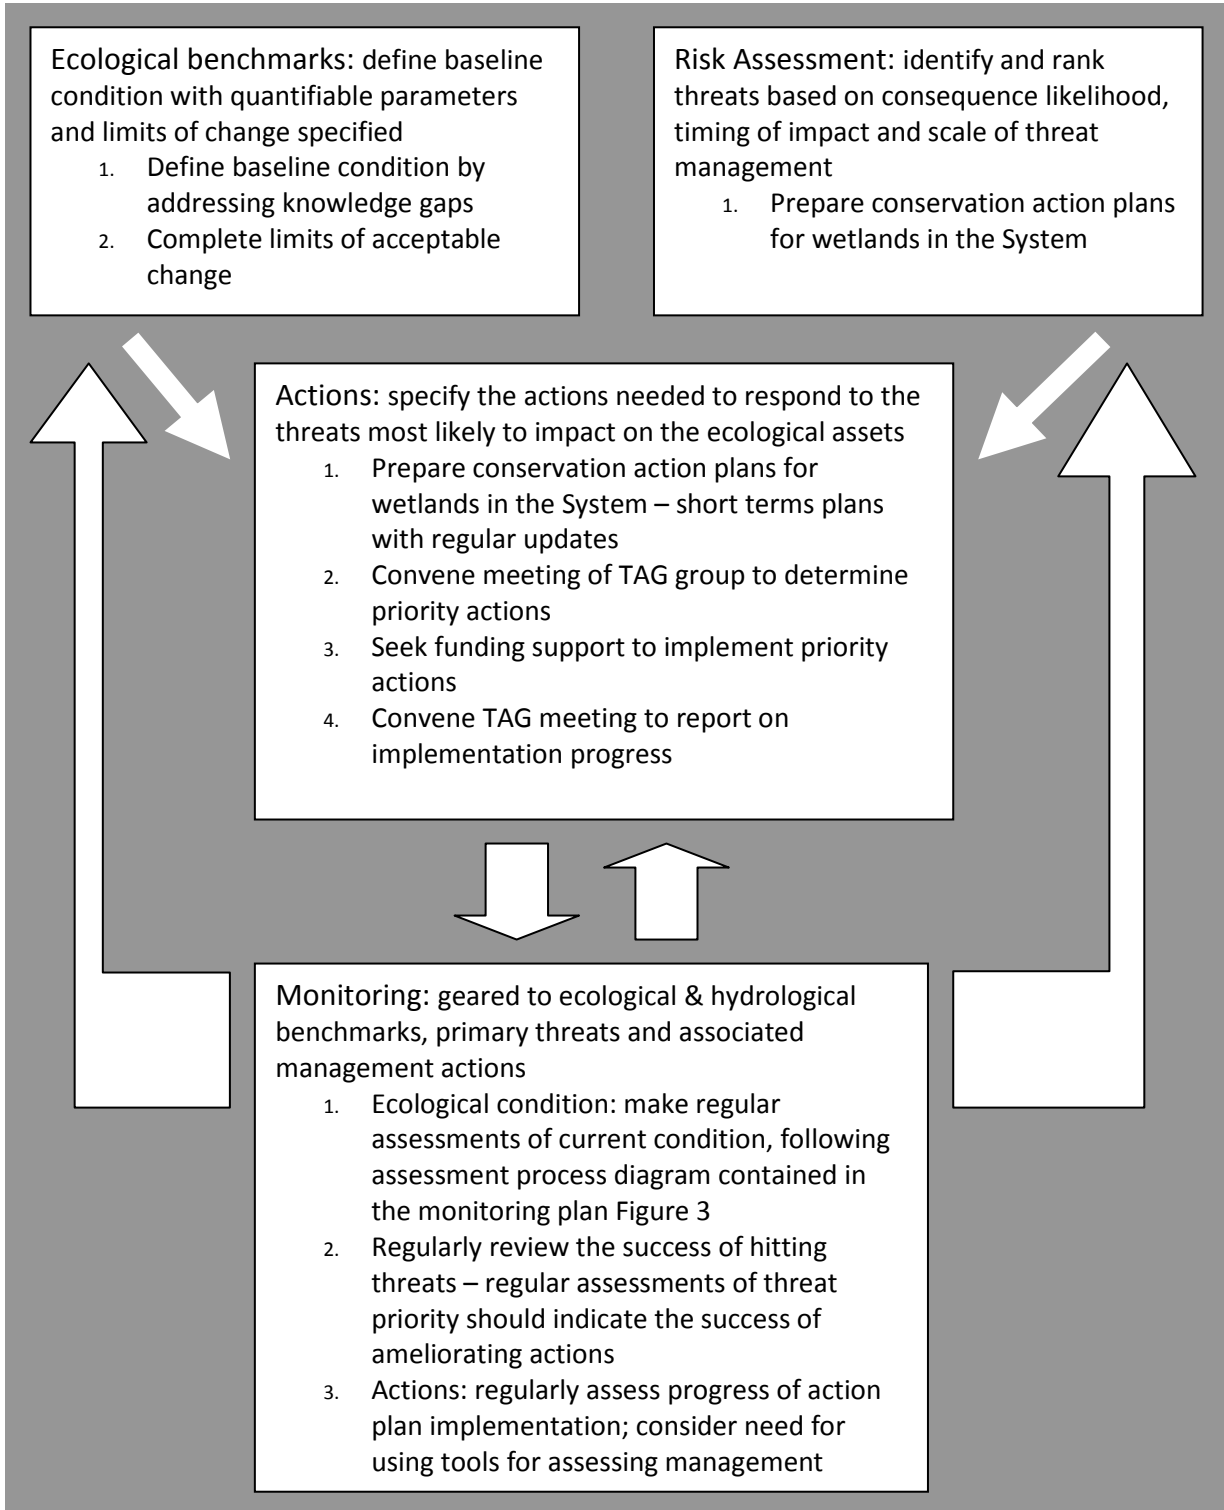 Ecological benchmarks: define baseline
condition with quantifiable parameters
and limits of change specified
1. Define baseline condition by
addressing knowledge gaps
2. Complete limits of acceptable
change
Risk Assessment: identify and rank
threats based on consequence likelihood,
timing of impact and scale of threat
management
1. Prepare conservation action plans
for wetlands in the System
Actions: specify the actions needed to respond to the
threats most likely to impact on the ecological assets
1. Prepare conservation action plans for
wetlands in the System – short terms plans
with regular updates
2. Convene meeting of TAG group to determine
priority actions
3. Seek funding support to implement priority
actions
4. Convene TAG meeting to report on
implementation progress
Monitoring: geared to ecological & hydrological
benchmarks, primary threats and associated
management actions
1. Ecological condition: make regular
assessments of current condition, following
assessment process diagram contained in
the monitoring plan Figure 3
2. Regularly review the success of hitting
threats – regular assessments of threat
priority should indicate the success of
ameliorating actions
3. Actions: regularly assess progress of action
plan implementation; consider need for
using tools for assessing management